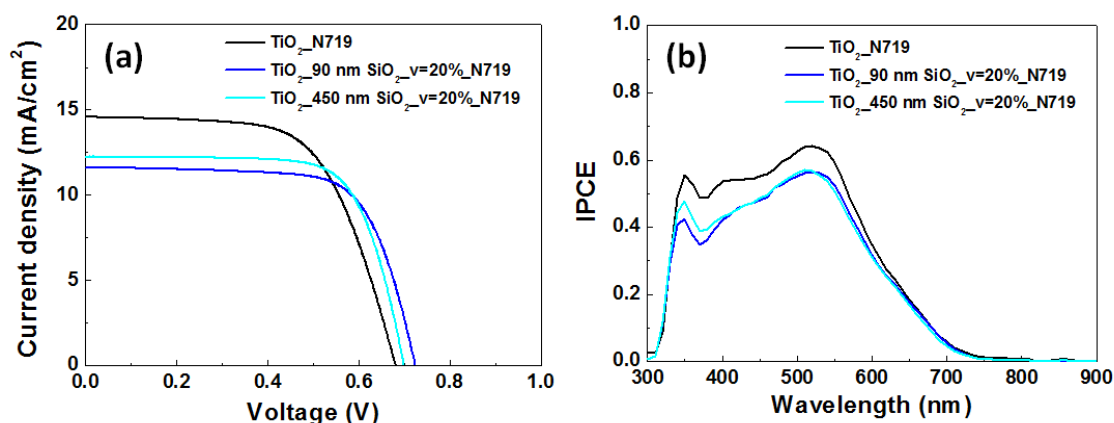 (a)
TiO₂_N719
TiO₂_90 nm SiO₂_v=20%_N719
TiO₂_450 nm SiO₂_v=20%_N719
Current density (mA/cm²)
20
15
10
5
0
0.0 0.2 0.4 0.6 0.8 1.0
Voltage (V)
(b)
TiO₂_N719
TiO₂_90 nm SiO₂_v=20%_N719
TiO₂_450 nm SiO₂_v=20%_N719
IPCE
1.0
0.8
0.6
0.4
0.2
0.0
300 400 500 600 700 800 900
Wavelength (nm)